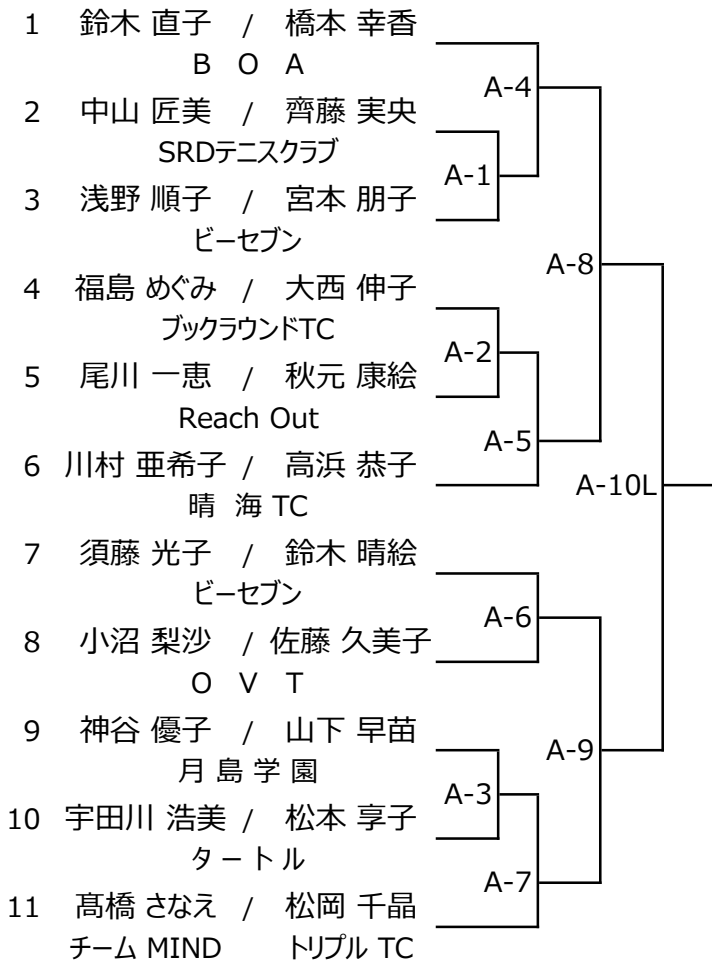 1 鈴木 直子 / 橋本 幸香
B O A
A-4
2 中山 匠美 / 齊藤 実央
SRDテニスクラブ
A-1
3 浅野 順子 / 宮本 朋子
ビーセブン
A-8
4 福島 めぐみ / 大西 伸子
ブックラウンドTC
A-2
5 尾川 一恵 / 秋元 康絵
Reach Out
A-5
6 川村 亜希子 / 高浜 恭子
晴 海 TC
A-10L
7 須藤 光子 / 鈴木 晴絵
ビーセブン
A-6
8 小沼 梨沙 / 佐藤 久美子
O V T
9 神谷 優子 / 山下 早苗
月 島 学 園
A-9
A-3
10 宇田川 浩美 / 松本 享子
タ ー ト ル
A-7
11 髙橋 さなえ / 松岡 千晶
チーム MIND トリプル TC